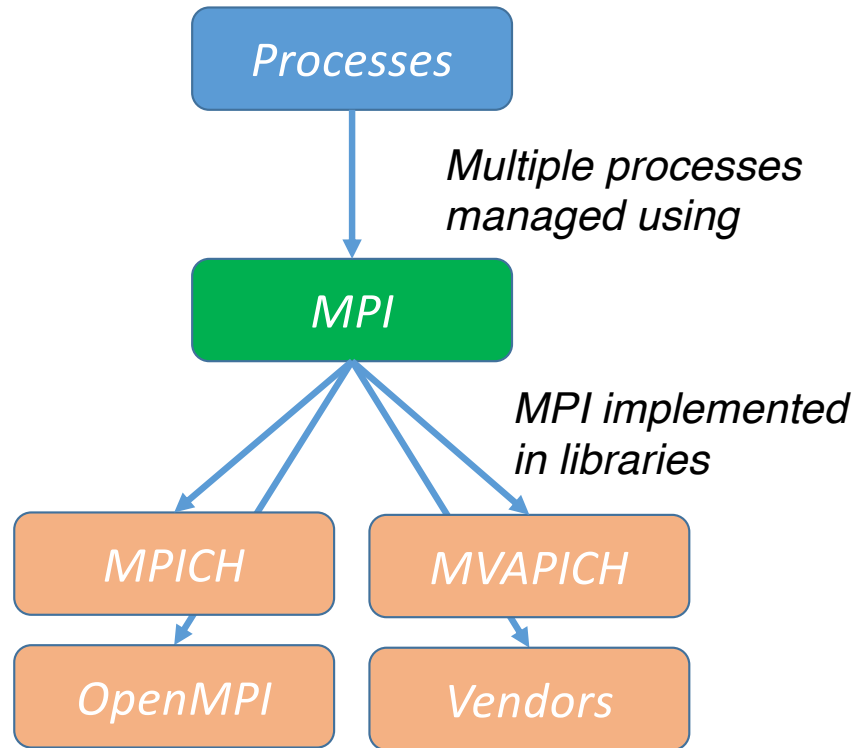 Processes
Multiple processes
managed using
MPI
MPI implemented
in libraries
MPICH
MVAPICH
OpenMPI
Vendors